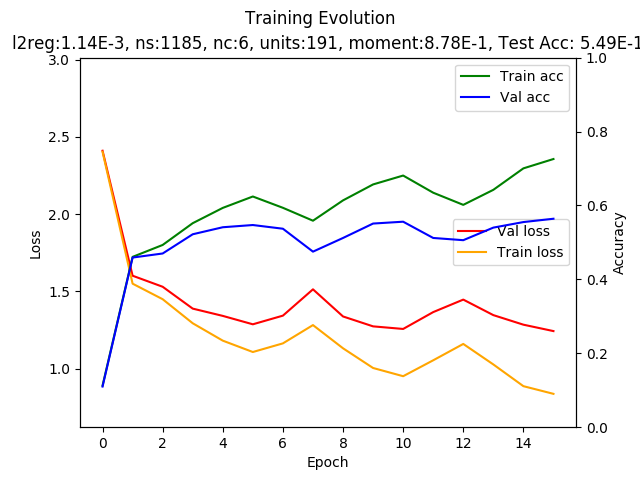 Training Evolution
l2reg:1.14E-3, ns:1185, nc:6, units:191, moment:8.78E-1, Test Acc: 5.49E-1
Train acc
Val acc
Val loss
Train loss
3.0
2.5
2.0
1.5
1.0
Loss
1.0
0.8
0.6
0.4
0.2
0.0
Accuracy
0 2 4 6 8 10 12 14
Epoch